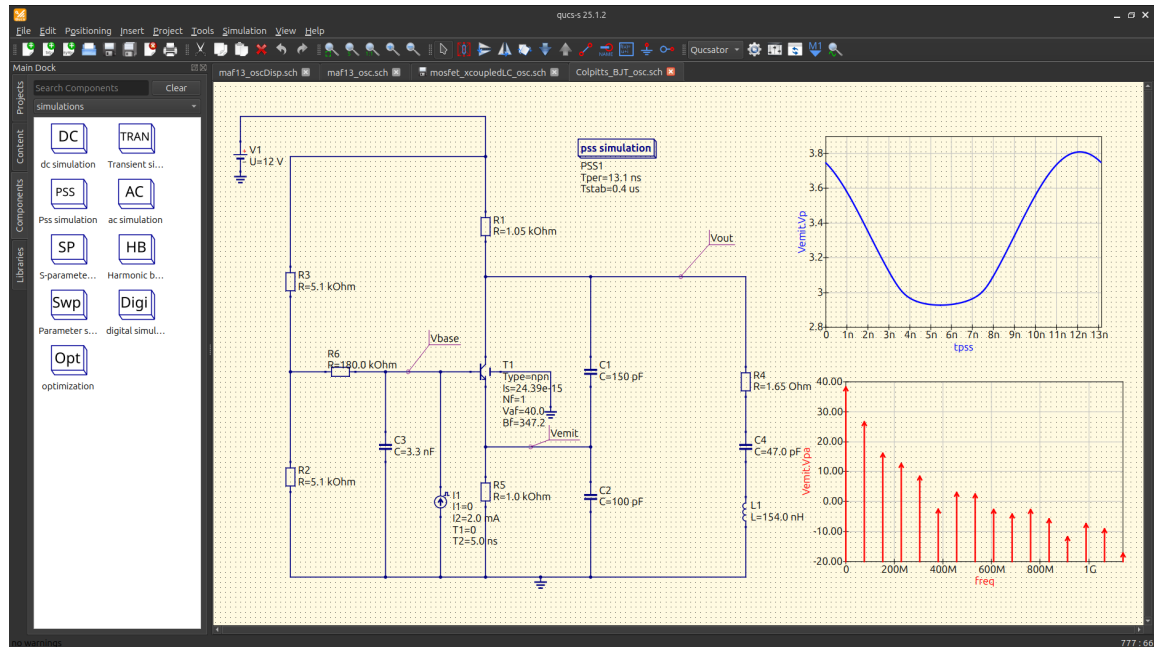 qucs-s 25.1.2
File Edit Positioning Insert Project Tools Simulation View Help
Qucsator
Main Dock
maf13_oscDisp.sch maf13_osc.sch mosfet_xcoupledLC_osc.sch Colpitts_BJT_osc.sch
Projects
Content
Components
Libraries
Search Components Clear
simulations
DC
dc simulation
TRAN
Transient si...
PSS
Pss simulation
AC
ac simulation
SP
S-paramete...
HB
Harmonic b...
Swp
Parameter s...
Digi
digital simul...
Opt
optimization
V1
U=12 V
pss simulation
PSS1
Tper=13.1 ns
Tstab=0.4 us
R1
R=1.05 kOhm
Vout
R3
R=5.1 kOhm
Vbase
R6
R=180.0 kOhm
T1
Type=npn
Is=24.39e-15
Nf=1
Vaf=40.0
Bf=347.2
C1
C=150 pF
R4
R=1.65 Ohm
Vemit
C3
C=3.3 nF
C4
C=47.0 pF
R2
R=5.1 kOhm
I1
I1=0
I2=2.0 mA
T1=0
T2=5.0 ns
R5
R=1.0 kOhm
C2
C=100 pF
L1
L=154.0 nH
Vemit.Vp
3.8
3.6
3.4
3.2
3
2.8
0 1n 2n 3n 4n 5n 6n 7n 8n 9n 10n 11n 12n 13n
tpss
Vemit.Vpa
40.00
30.00
20.00
10.00
0.00
-10.00
-20.00
0 200M 400M 600M 800M 1G
freq
no warnings
777 : 66